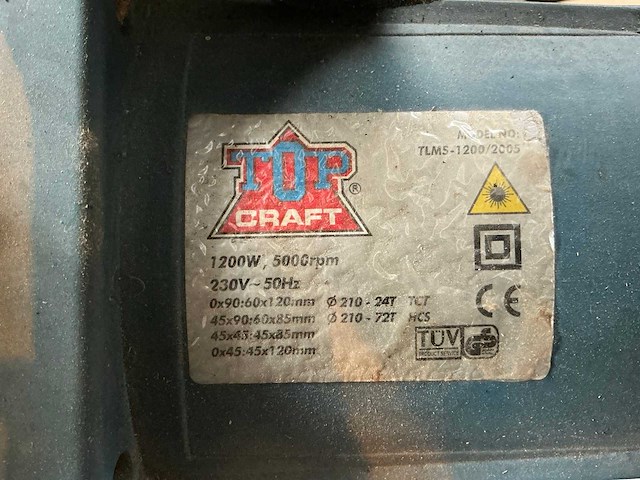 MODEL NO:
TLMS-1200/2005
TOP
CRAFT ®
1200W, 5000rpm
230V~50Hz
0x90:60x120mm Ø 210 - 24T TCT
45x90:60x85mm Ø 210 - 72T HCS
45x45:45x85mm
0x45:45x120mm
CE
TÜV
PRODUCT SERVICE